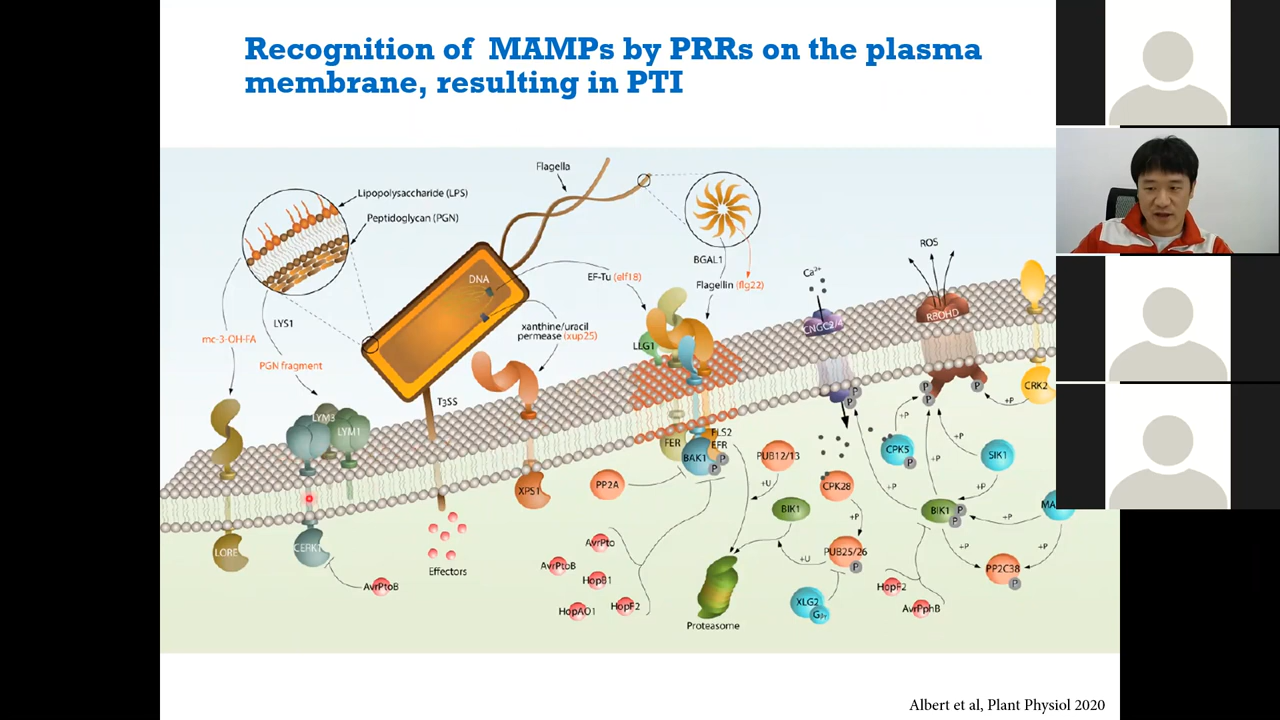 Recognition of MAMPs by PRRs on the plasma
membrane, resulting in PTI
Flagella
Lipopolysaccharide (LPS)
Peptidoglycan (PGN)
DNA
EF-Tu (elf18)
BGAL1
Flagellin (flg22)
Ca²⁺
ROS
LYS1
mc-3-OH-FA
PGN fragment
xanthine/uracil
permease (xup25)
LLG1
CNGC2/4
RBOHD
CRK2
T3SS
LYM3
LYM1
FER
FLS2
EFR
BAK1
P
P
P
P
P
P
P
+P
+P
+P
+P
PUB12/13
CPK5
P
SIK1
PP2A
XPS1
+U
CPK28
BIK1
+P
BIK1
P
P
+P
MA
LORE
CERK1
Effectors
AvrPtoB
AvrPto
AvrPtoB
HopB1
HopAO1
HopF2
Proteasome
+U
PUB25/26
P
XLG2
Gβγ
+P
+P
PP2C38
P
HopF2
AvrPphB
Albert et al, Plant Physiol 2020